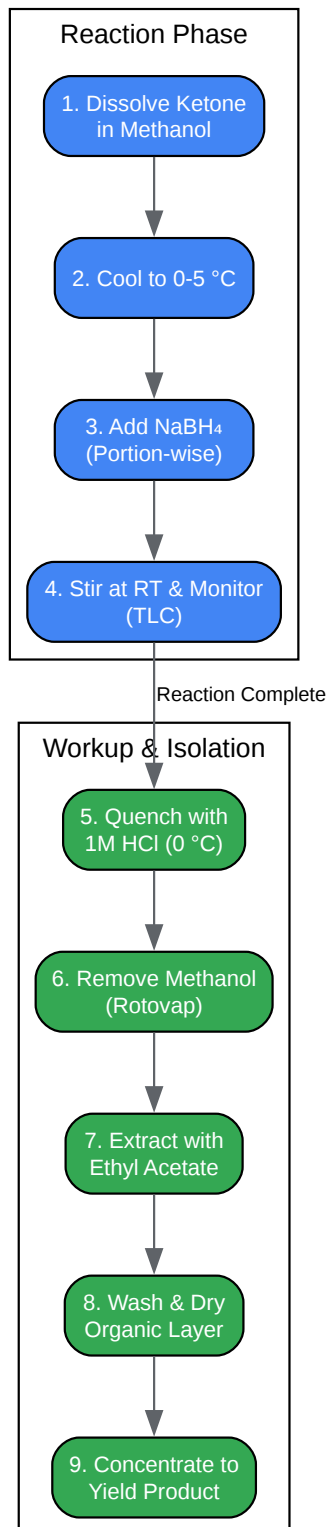 Reaction Phase
1. Dissolve Ketone
in Methanol
2. Cool to 0-5 °C
3. Add NaBH₄
(Portion-wise)
4. Stir at RT & Monitor
(TLC)
Reaction Complete
Workup & Isolation
5. Quench with
1M HCl (0 °C)
6. Remove Methanol
(Rotovap)
7. Extract with
Ethyl Acetate
8. Wash & Dry
Organic Layer
9. Concentrate to
Yield Product